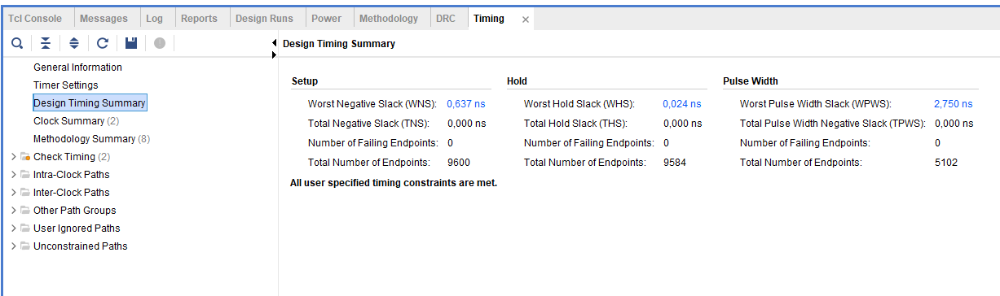 Tcl Console Messages Log Reports Design Runs Power Methodology DRC Timing ×
Design Timing Summary
General Information
Timer Settings
Design Timing Summary
Clock Summary (2)
Methodology Summary (8)
Check Timing (2)
Intra-Clock Paths
Inter-Clock Paths
Other Path Groups
User Ignored Paths
Unconstrained Paths
Setup Hold Pulse Width
Worst Negative Slack (WNS): 0,637 ns Worst Hold Slack (WHS): 0,024 ns Worst Pulse Width Slack (WPWS): 2,750 ns
Total Negative Slack (TNS): 0,000 ns Total Hold Slack (THS): 0,000 ns Total Pulse Width Negative Slack (TPWS): 0,000 ns
Number of Failing Endpoints: 0 Number of Failing Endpoints: 0 Number of Failing Endpoints: 0
Total Number of Endpoints: 9600 Total Number of Endpoints: 9584 Total Number of Endpoints: 5102
All user specified timing constraints are met.